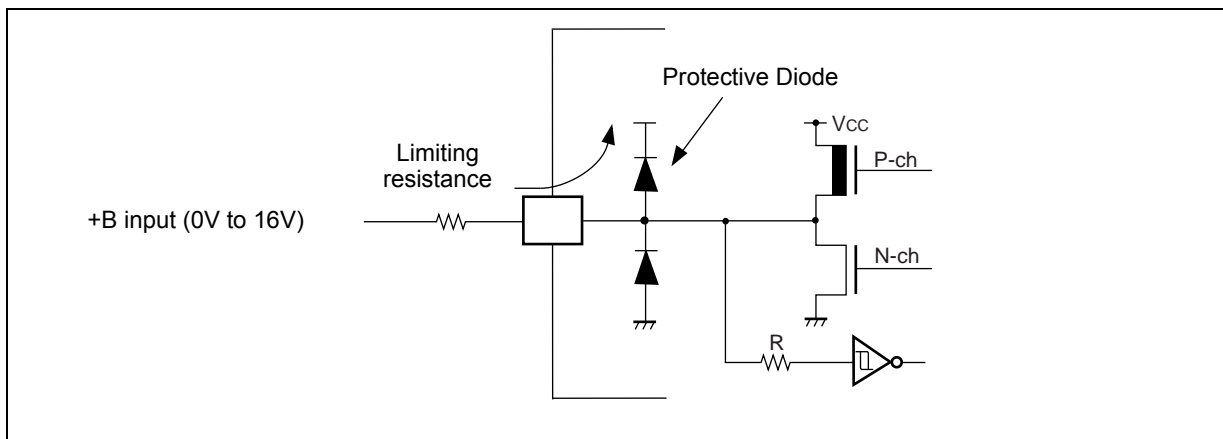 Protective Diode
VCC
Limiting
resistance
P-ch
+B input (0V to 16V)
N-ch
R